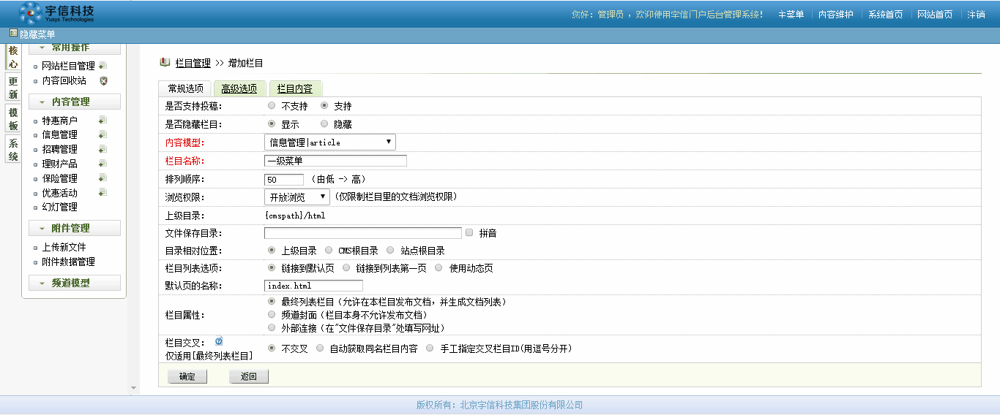 宇信科技
Yusys Technologies
您好：管理员 ，欢迎使用宇信门户后台管理系统！ 主菜单 内容维护 系统首页 网站首页 注销
隐藏菜单
核心
更新
模板
系统
常用操作
网站栏目管理
内容回收站
内容管理
特惠商户
信息管理
招聘管理
理财产品
保险管理
优惠活动
幻灯管理
附件管理
上传新文件
附件数据管理
频道模型
栏目管理 >> 增加栏目
常规选项 高级选项 栏目内容
是否支持投稿： 不支持 支持
是否隐藏栏目： 显示 隐藏
内容模型： 信息管理|article
栏目名称： 一级菜单
排列顺序： 50 （由低 -> 高）
浏览权限： 开放浏览 (仅限制栏目里的文档浏览权限)
上级目录： {cmspath}/html
文件保存目录： 拼音
目录相对位置： 上级目录 CMS根目录 站点根目录
栏目列表选项： 链接到默认页 链接到列表第一页 使用动态页
默认页的名称： index.html
栏目属性：
最终列表栏目（允许在本栏目发布文档，并生成文档列表）
频道封面（栏目本身不允许发布文档）
外部连接（在"文件保存目录"处填写网址）
栏目交叉：
仅适用[最终列表栏目]
不交叉 自动获取同名栏目内容 手工指定交叉栏目ID(用逗号分开)
确定 返回
版权所有：北京宇信科技集团股份有限公司